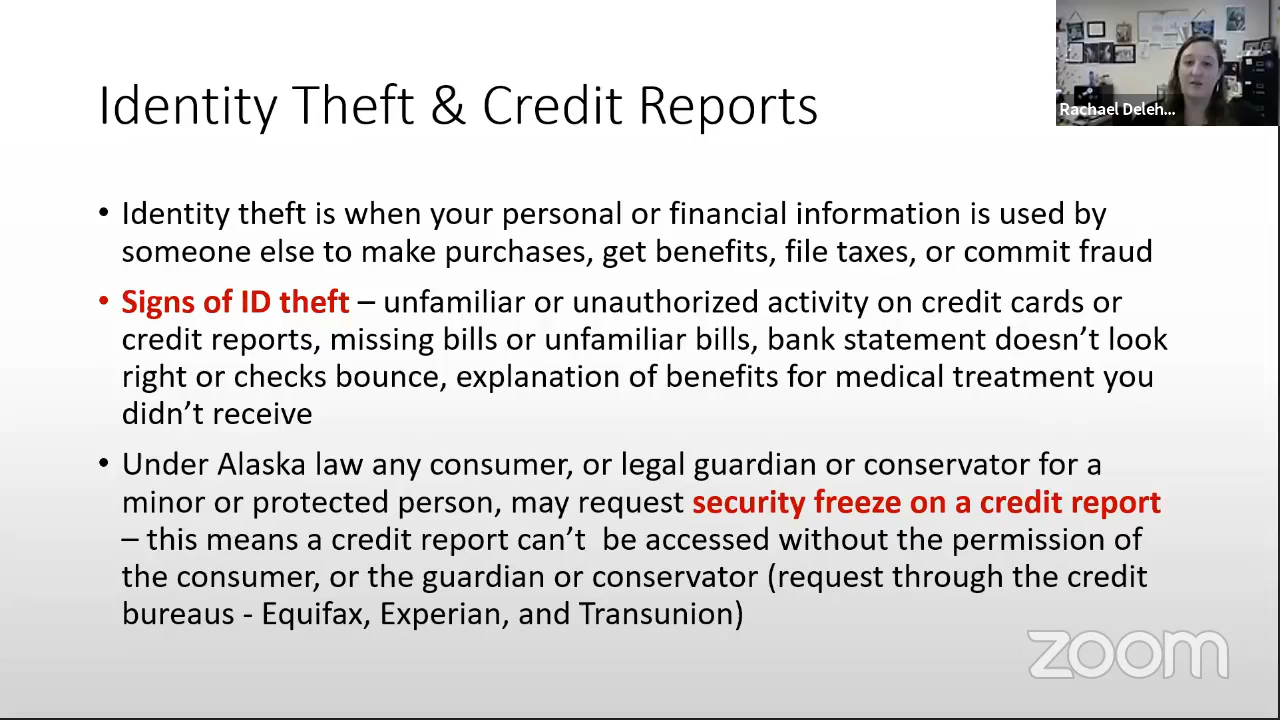 Rachael Deleh...
Identity Theft & Credit Reports
• Identity theft is when your personal or financial information is used by
someone else to make purchases, get benefits, file taxes, or commit fraud
• Signs of ID theft – unfamiliar or unauthorized activity on credit cards or
credit reports, missing bills or unfamiliar bills, bank statement doesn’t look
right or checks bounce, explanation of benefits for medical treatment you
didn’t receive
• Under Alaska law any consumer, or legal guardian or conservator for a
minor or protected person, may request security freeze on a credit report
– this means a credit report can’t  be accessed without the permission of
the consumer, or the guardian or conservator (request through the credit
bureaus - Equifax, Experian, and Transunion)
zoom